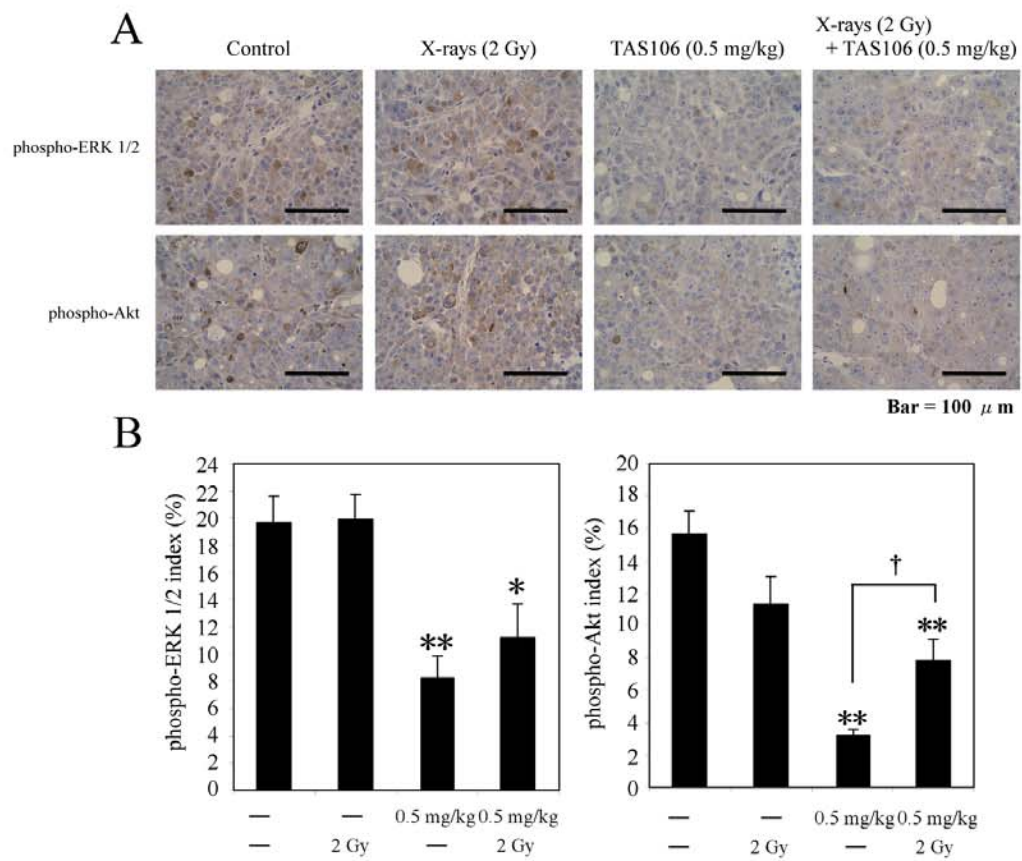 A
Control
X-rays (2 Gy)
TAS106 (0.5 mg/kg)
X-rays (2 Gy)
+ TAS106 (0.5 mg/kg)
phospho-ERK 1/2
phospho-Akt
Bar = 100 μ m
B
phospho-ERK 1/2 index (%)
24
22
20
18
16
14
12
10
8
6
4
2
0
**
*
— — 0.5 mg/kg 0.5 mg/kg
— 2 Gy — 2 Gy
phospho-Akt index (%)
20
18
16
14
12
10
8
6
4
2
0
†
**
**
— — 0.5 mg/kg 0.5 mg/kg
— 2 Gy — 2 Gy